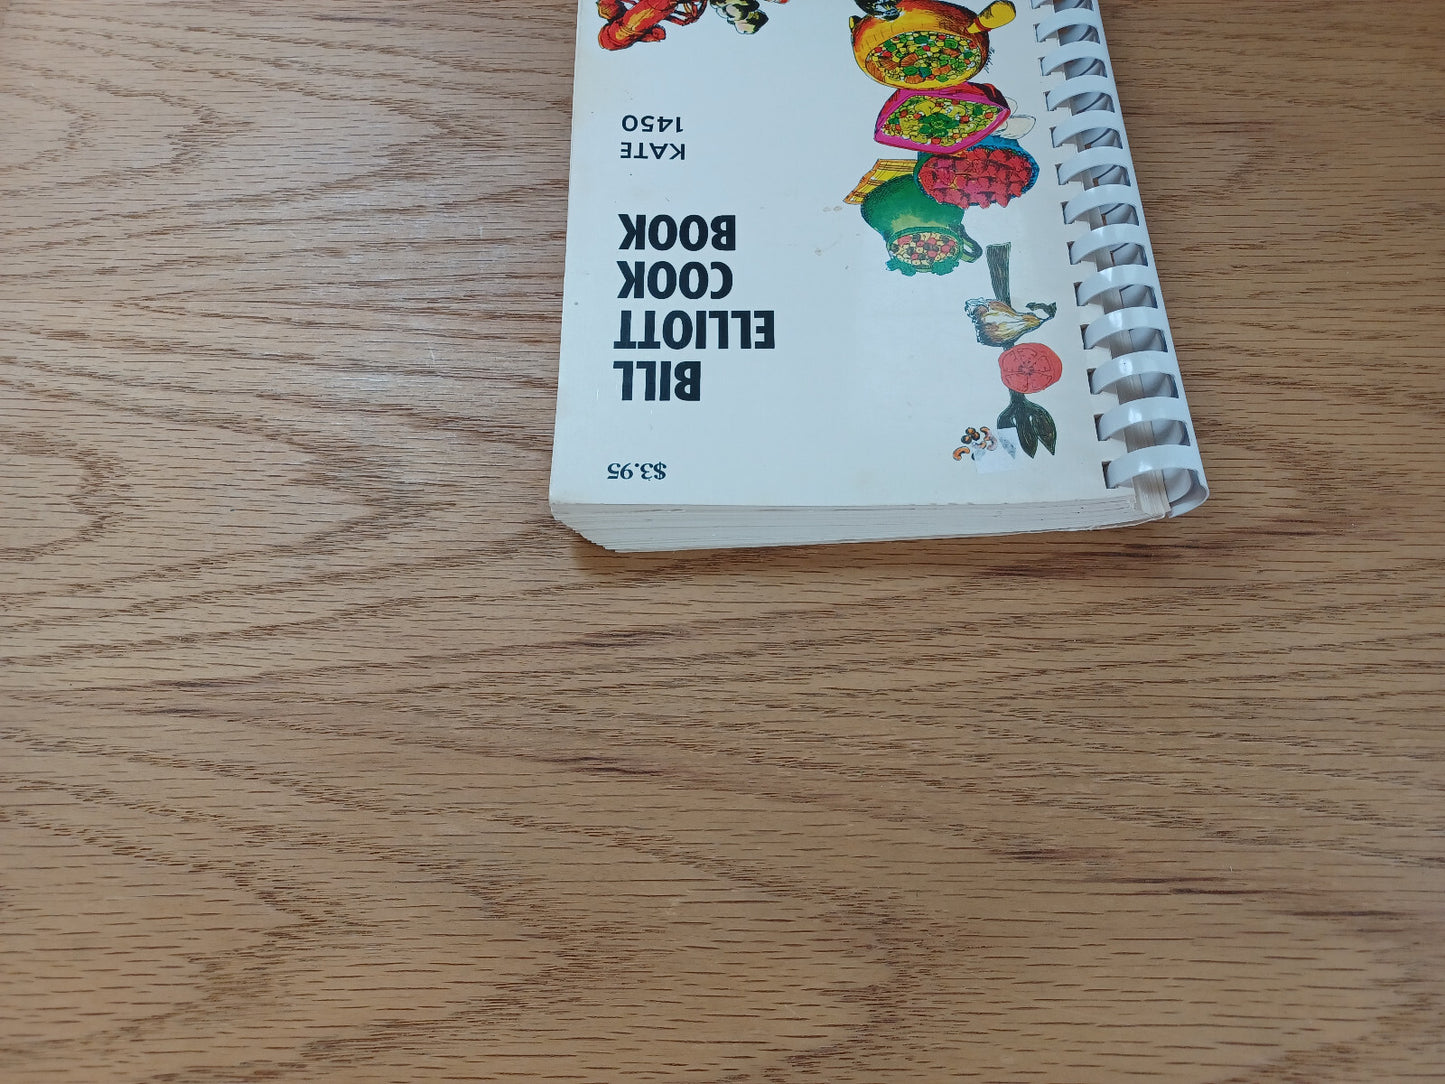 $3.95
BILL
ELLIOTT
COOK
BOOK
KATE
1450